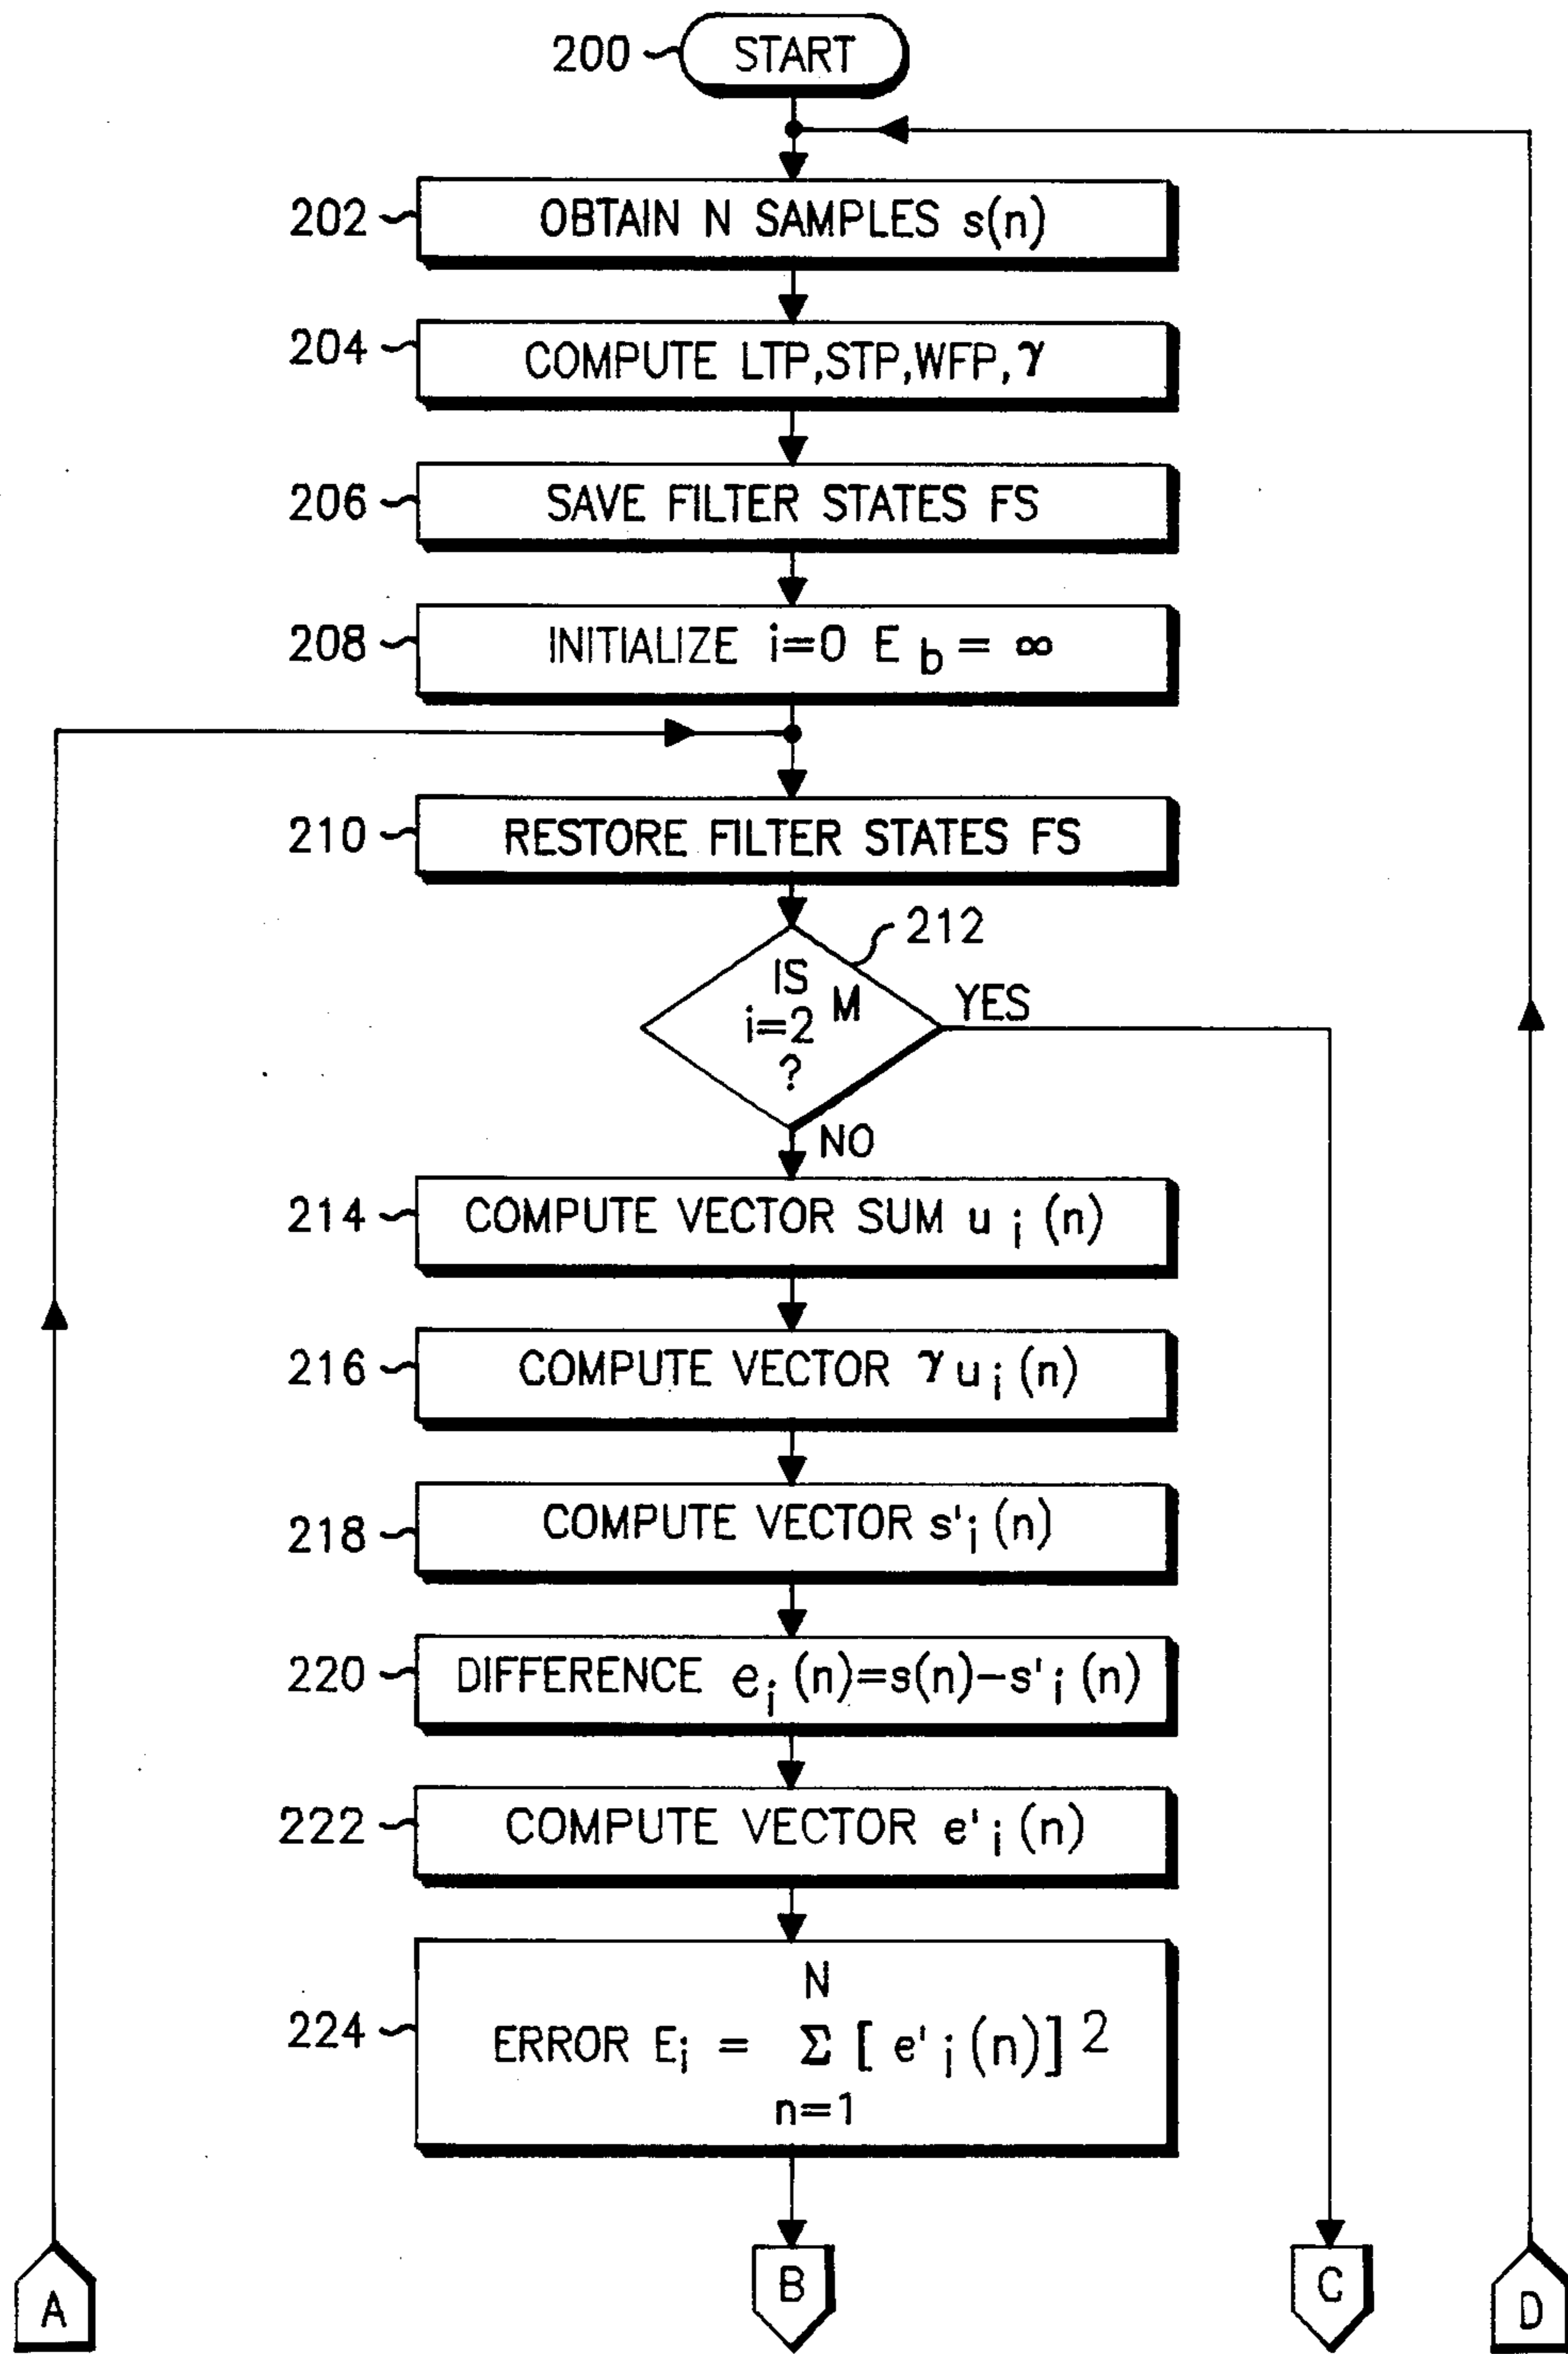 200 START
202 OBTAIN N SAMPLES s(n)
204 COMPUTE LTP,STP,WFP,γ
206 SAVE FILTER STATES FS
208 INITIALIZE i=0 E b = ∞
210 RESTORE FILTER STATES FS
212
IS
i=2 M
?
YES
NO
214 COMPUTE VECTOR SUM u i (n)
216 COMPUTE VECTOR γ u i (n)
218 COMPUTE VECTOR s' i (n)
220 DIFFERENCE e i (n)=s(n)-s' i (n)
222 COMPUTE VECTOR e' i (n)
N
224 ERROR E i = Σ [ e' i (n)] 2
n=1
A B C D